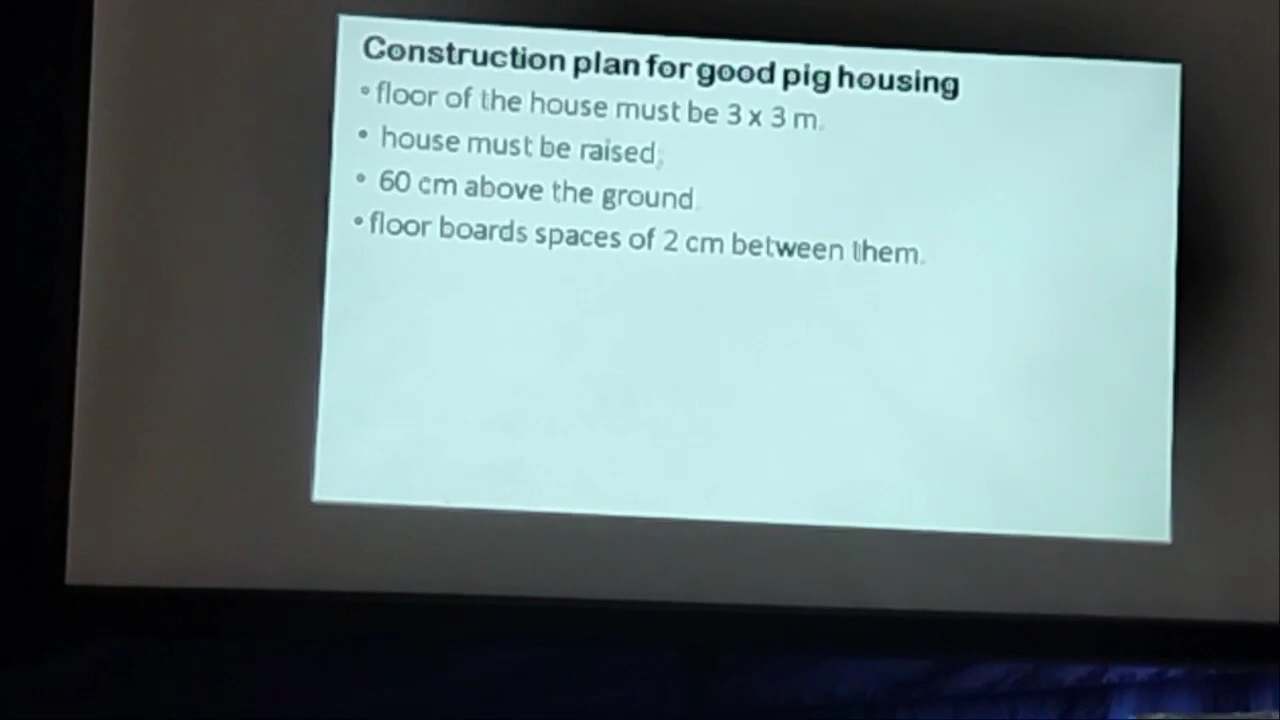 Construction plan for good pig housing
• floor of the house must be 3 x 3 m.
• house must be raised;
• 60 cm above the ground.
• floor boards spaces of 2 cm between them.